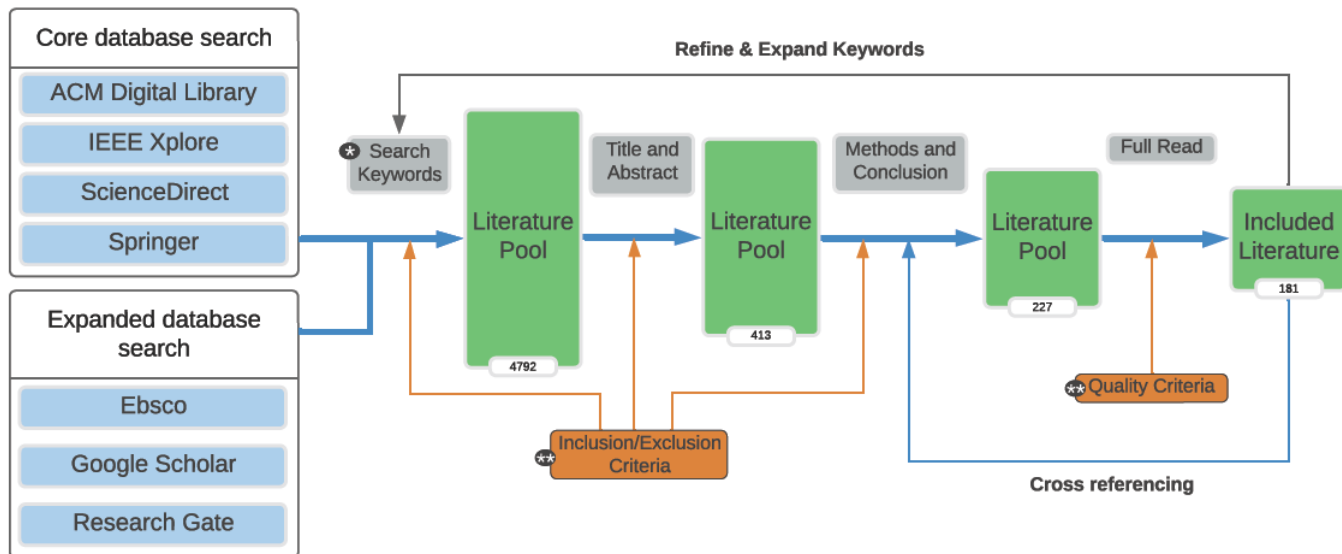 Core database search
ACM Digital Library
IEEE Xplore
ScienceDirect
Springer
Expanded database
search
Ebsco
Google Scholar
Research Gate
Refine & Expand Keywords
*
Search
Keywords
Title and
Abstract
Methods and
Conclusion
Full Read
Literature
Pool
4792
Literature
Pool
413
Literature
Pool
227
Included
Literature
181
**
Inclusion/Exclusion
Criteria
**
Quality Criteria
Cross referencing